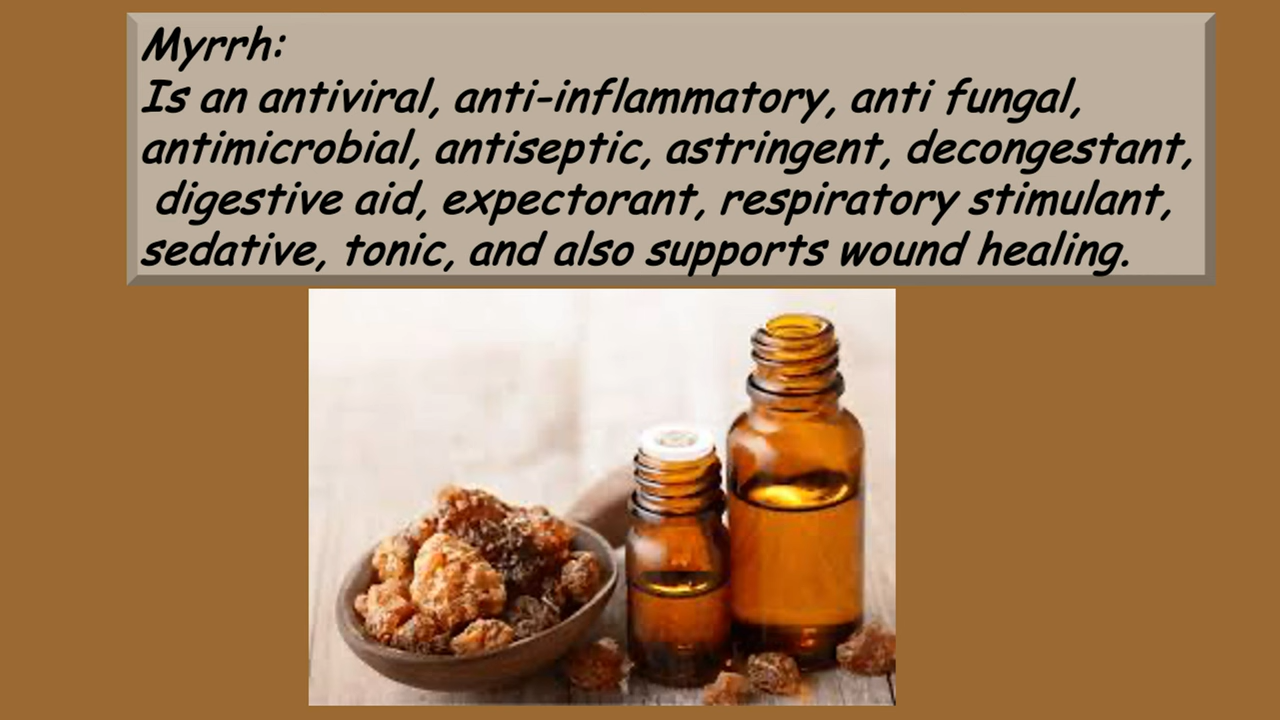 Myrrh:
Is an antiviral, anti-inflammatory, anti fungal,
antimicrobial, antiseptic, astringent, decongestant,
digestive aid, expectorant, respiratory stimulant,
sedative, tonic, and also supports wound healing.